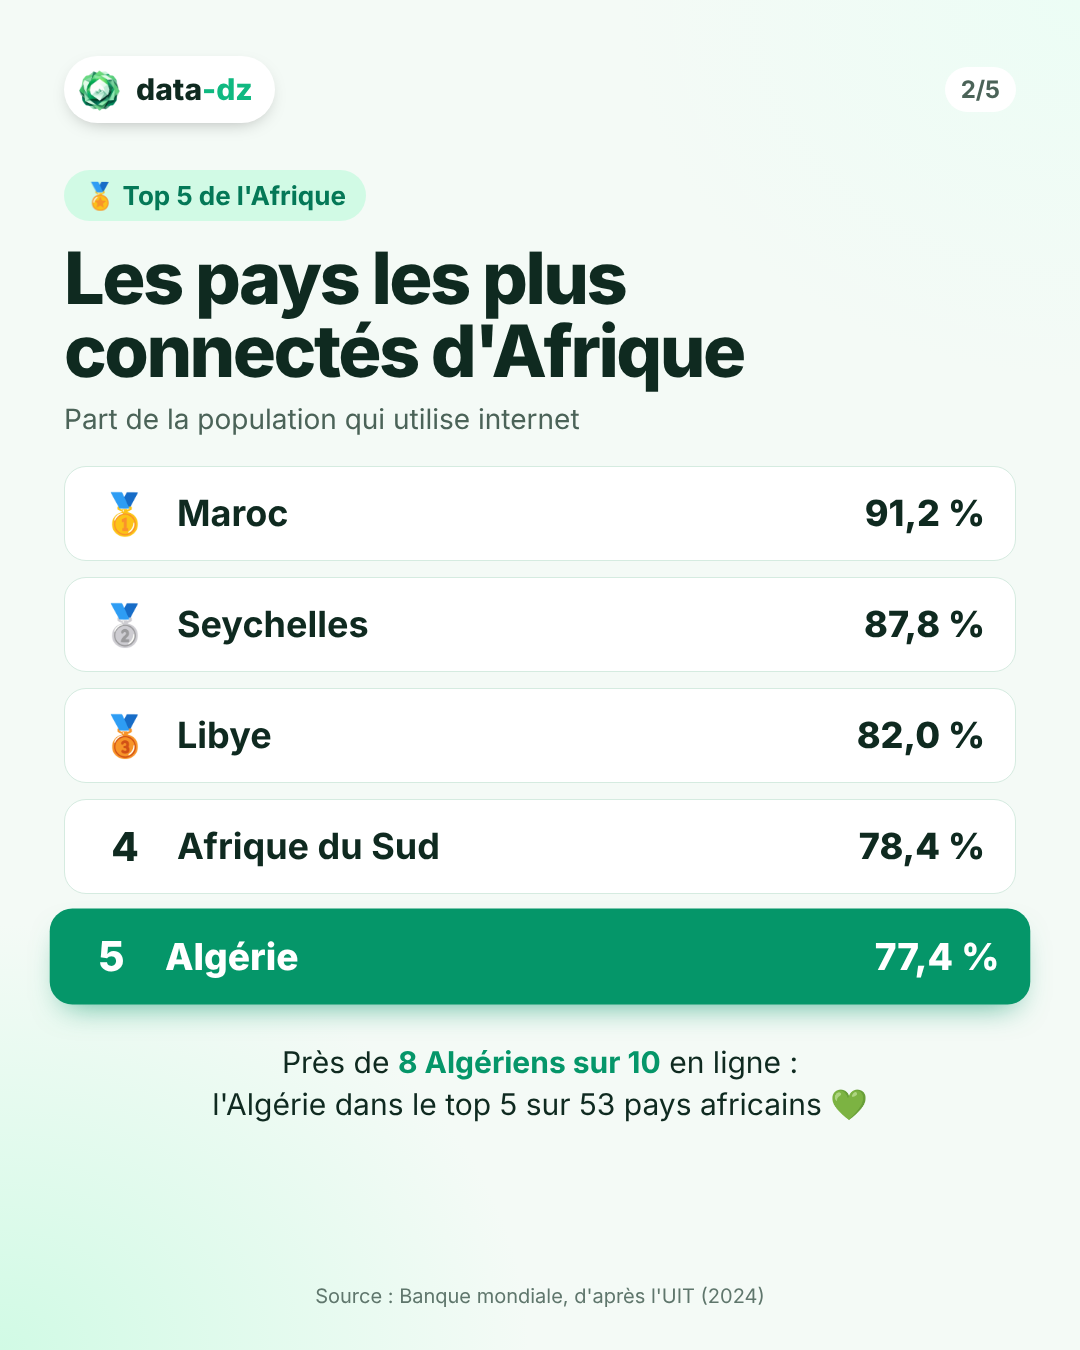 data-dz
2/5
🏅 Top 5 de l'Afrique
Les pays les plus
connectés d'Afrique
Part de la population qui utilise internet
🥇 Maroc 91,2 %
🥈 Seychelles 87,8 %
🥉 Libye 82,0 %
4 Afrique du Sud 78,4 %
5 Algérie 77,4 %
Près de 8 Algériens sur 10 en ligne :
l'Algérie dans le top 5 sur 53 pays africains 💚
Source : Banque mondiale, d'après l'UIT (2024)